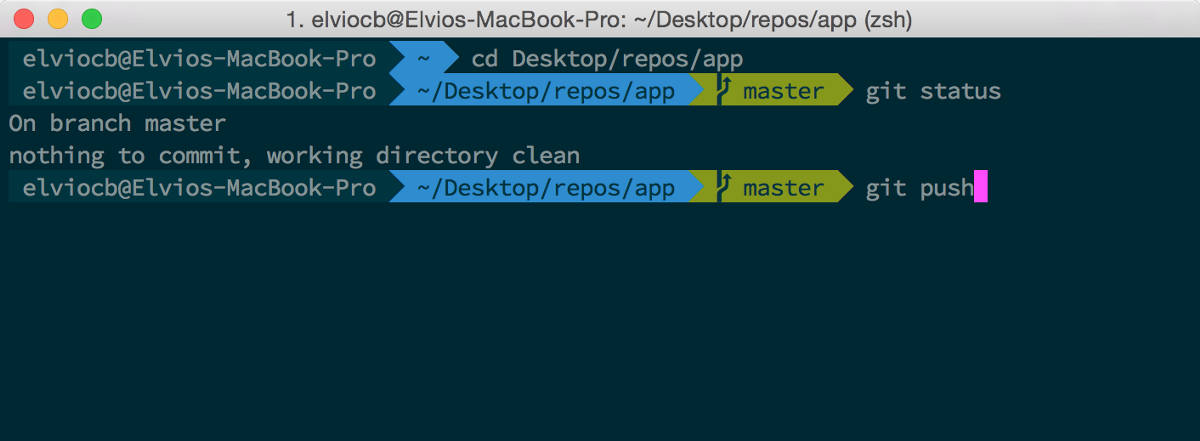 1. elviocb@Elvios-MacBook-Pro: ~/Desktop/repos/app (zsh)
elviocb@Elvios-MacBook-Pro ~ cd Desktop/repos/app
elviocb@Elvios-MacBook-Pro ~/Desktop/repos/app master git status
On branch master
nothing to commit, working directory clean
elviocb@Elvios-MacBook-Pro ~/Desktop/repos/app master git push